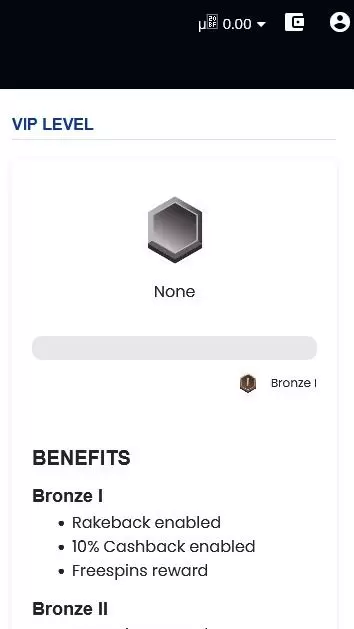 µ₿ 0.00
VIP LEVEL
None
Bronze I
BENEFITS
Bronze I
Rakeback enabled
10% Cashback enabled
Freespins reward
Bronze II